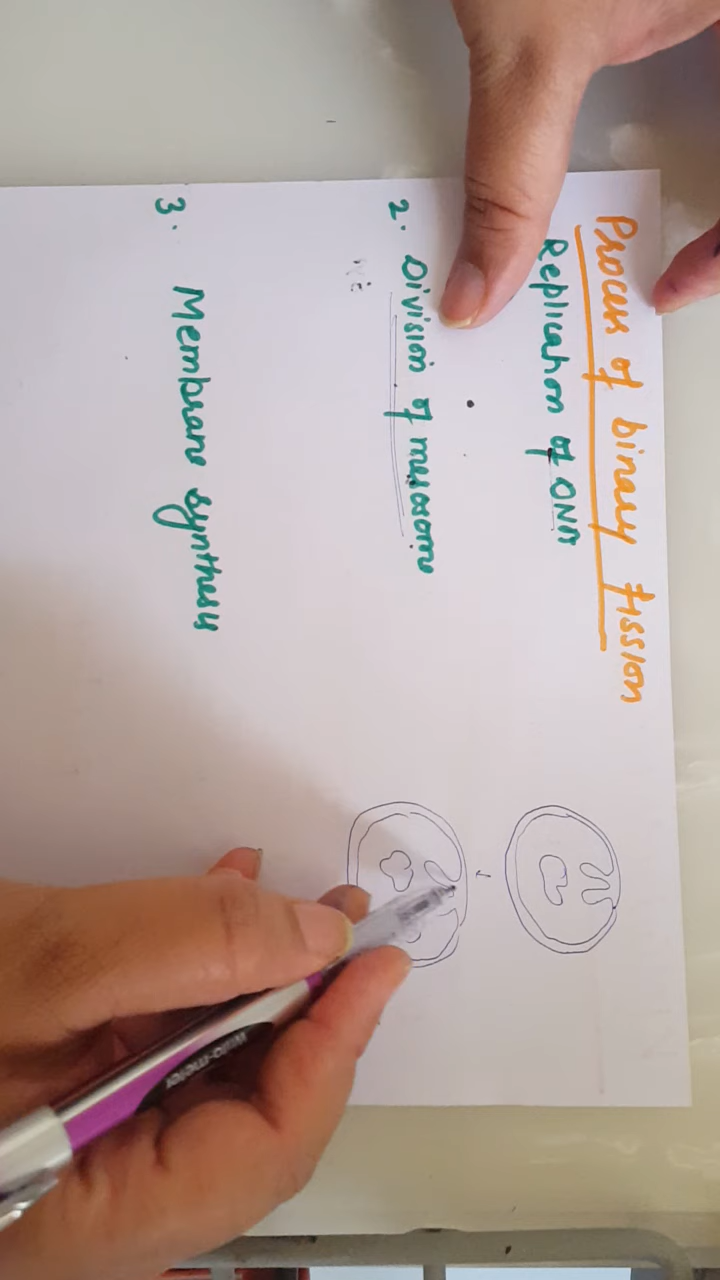 Process of binary Fission
Replication of DNA
2. Division of mesosome
3. Membrane synthesis